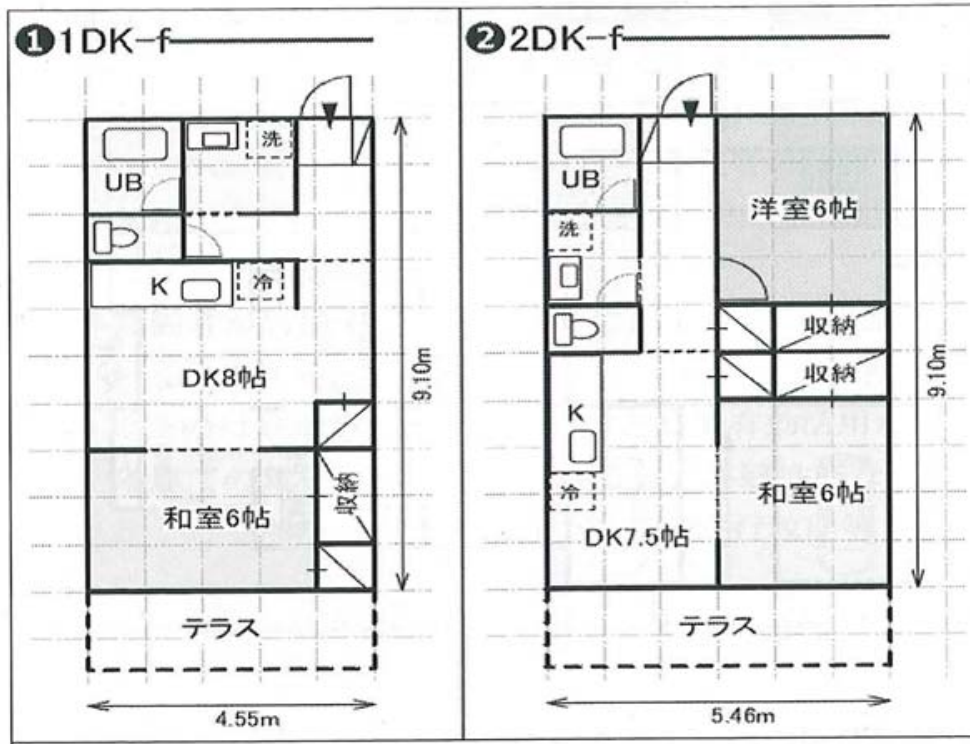 ❶1DK-f
UB
洗
K
冷
DK8帖
収納
和室6帖
テラス
9.10m
4.55m
❷2DK-f
UB
洋室6帖
洗
収納
収納
K
冷
和室6帖
DK7.5帖
テラス
9.10m
5.46m